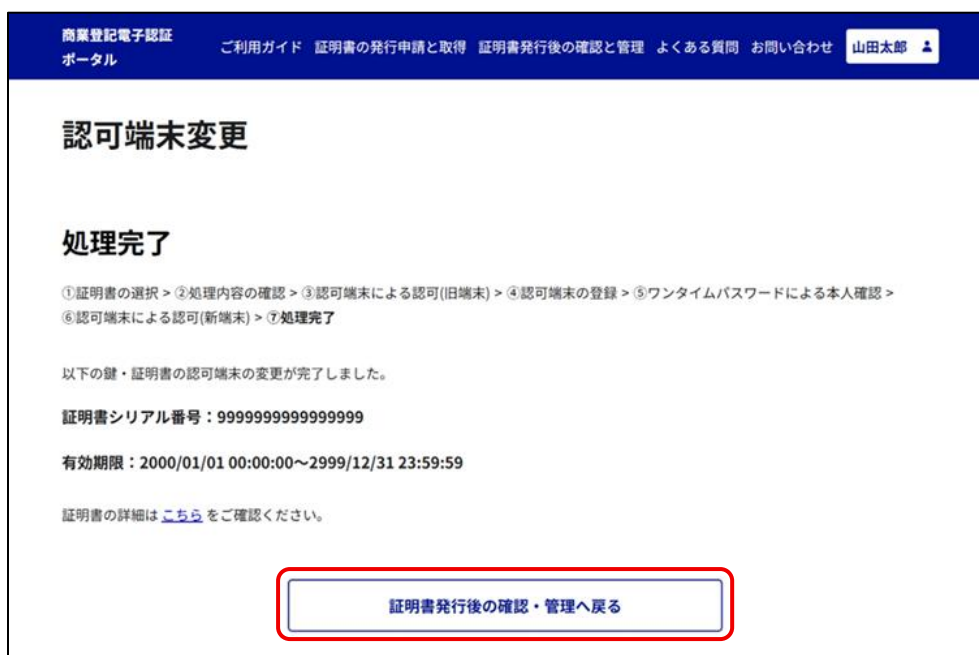 商業登記電子認証
ポータル
ご利用ガイド 証明書の発行申請と取得 証明書発行後の確認と管理 よくある質問 お問い合わせ 山田太郎
認可端末変更
処理完了
①証明書の選択 > ②処理内容の確認 > ③認可端末による認可(旧端末) > ④認可端末の登録 > ⑤ワンタイムパスワードによる本人確認 >
⑥認可端末による認可(新端末) > ⑦処理完了
以下の鍵・証明書の認可端末の変更が完了しました。
証明書シリアル番号：9999999999999999
有効期限：2000/01/01 00:00:00～2999/12/31 23:59:59
証明書の詳細は こちら をご確認ください。
証明書発行後の確認・管理へ戻る